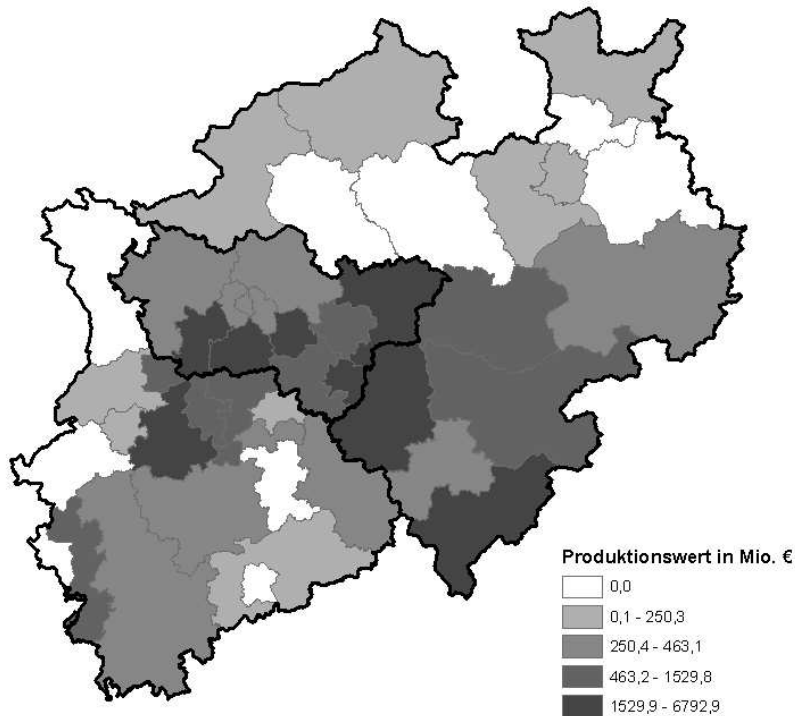 Produktionswert in Mio. €
0,0
0,1 - 250,3
250,4 - 463,1
463,2 - 1529,8
1529,9 - 6792,9